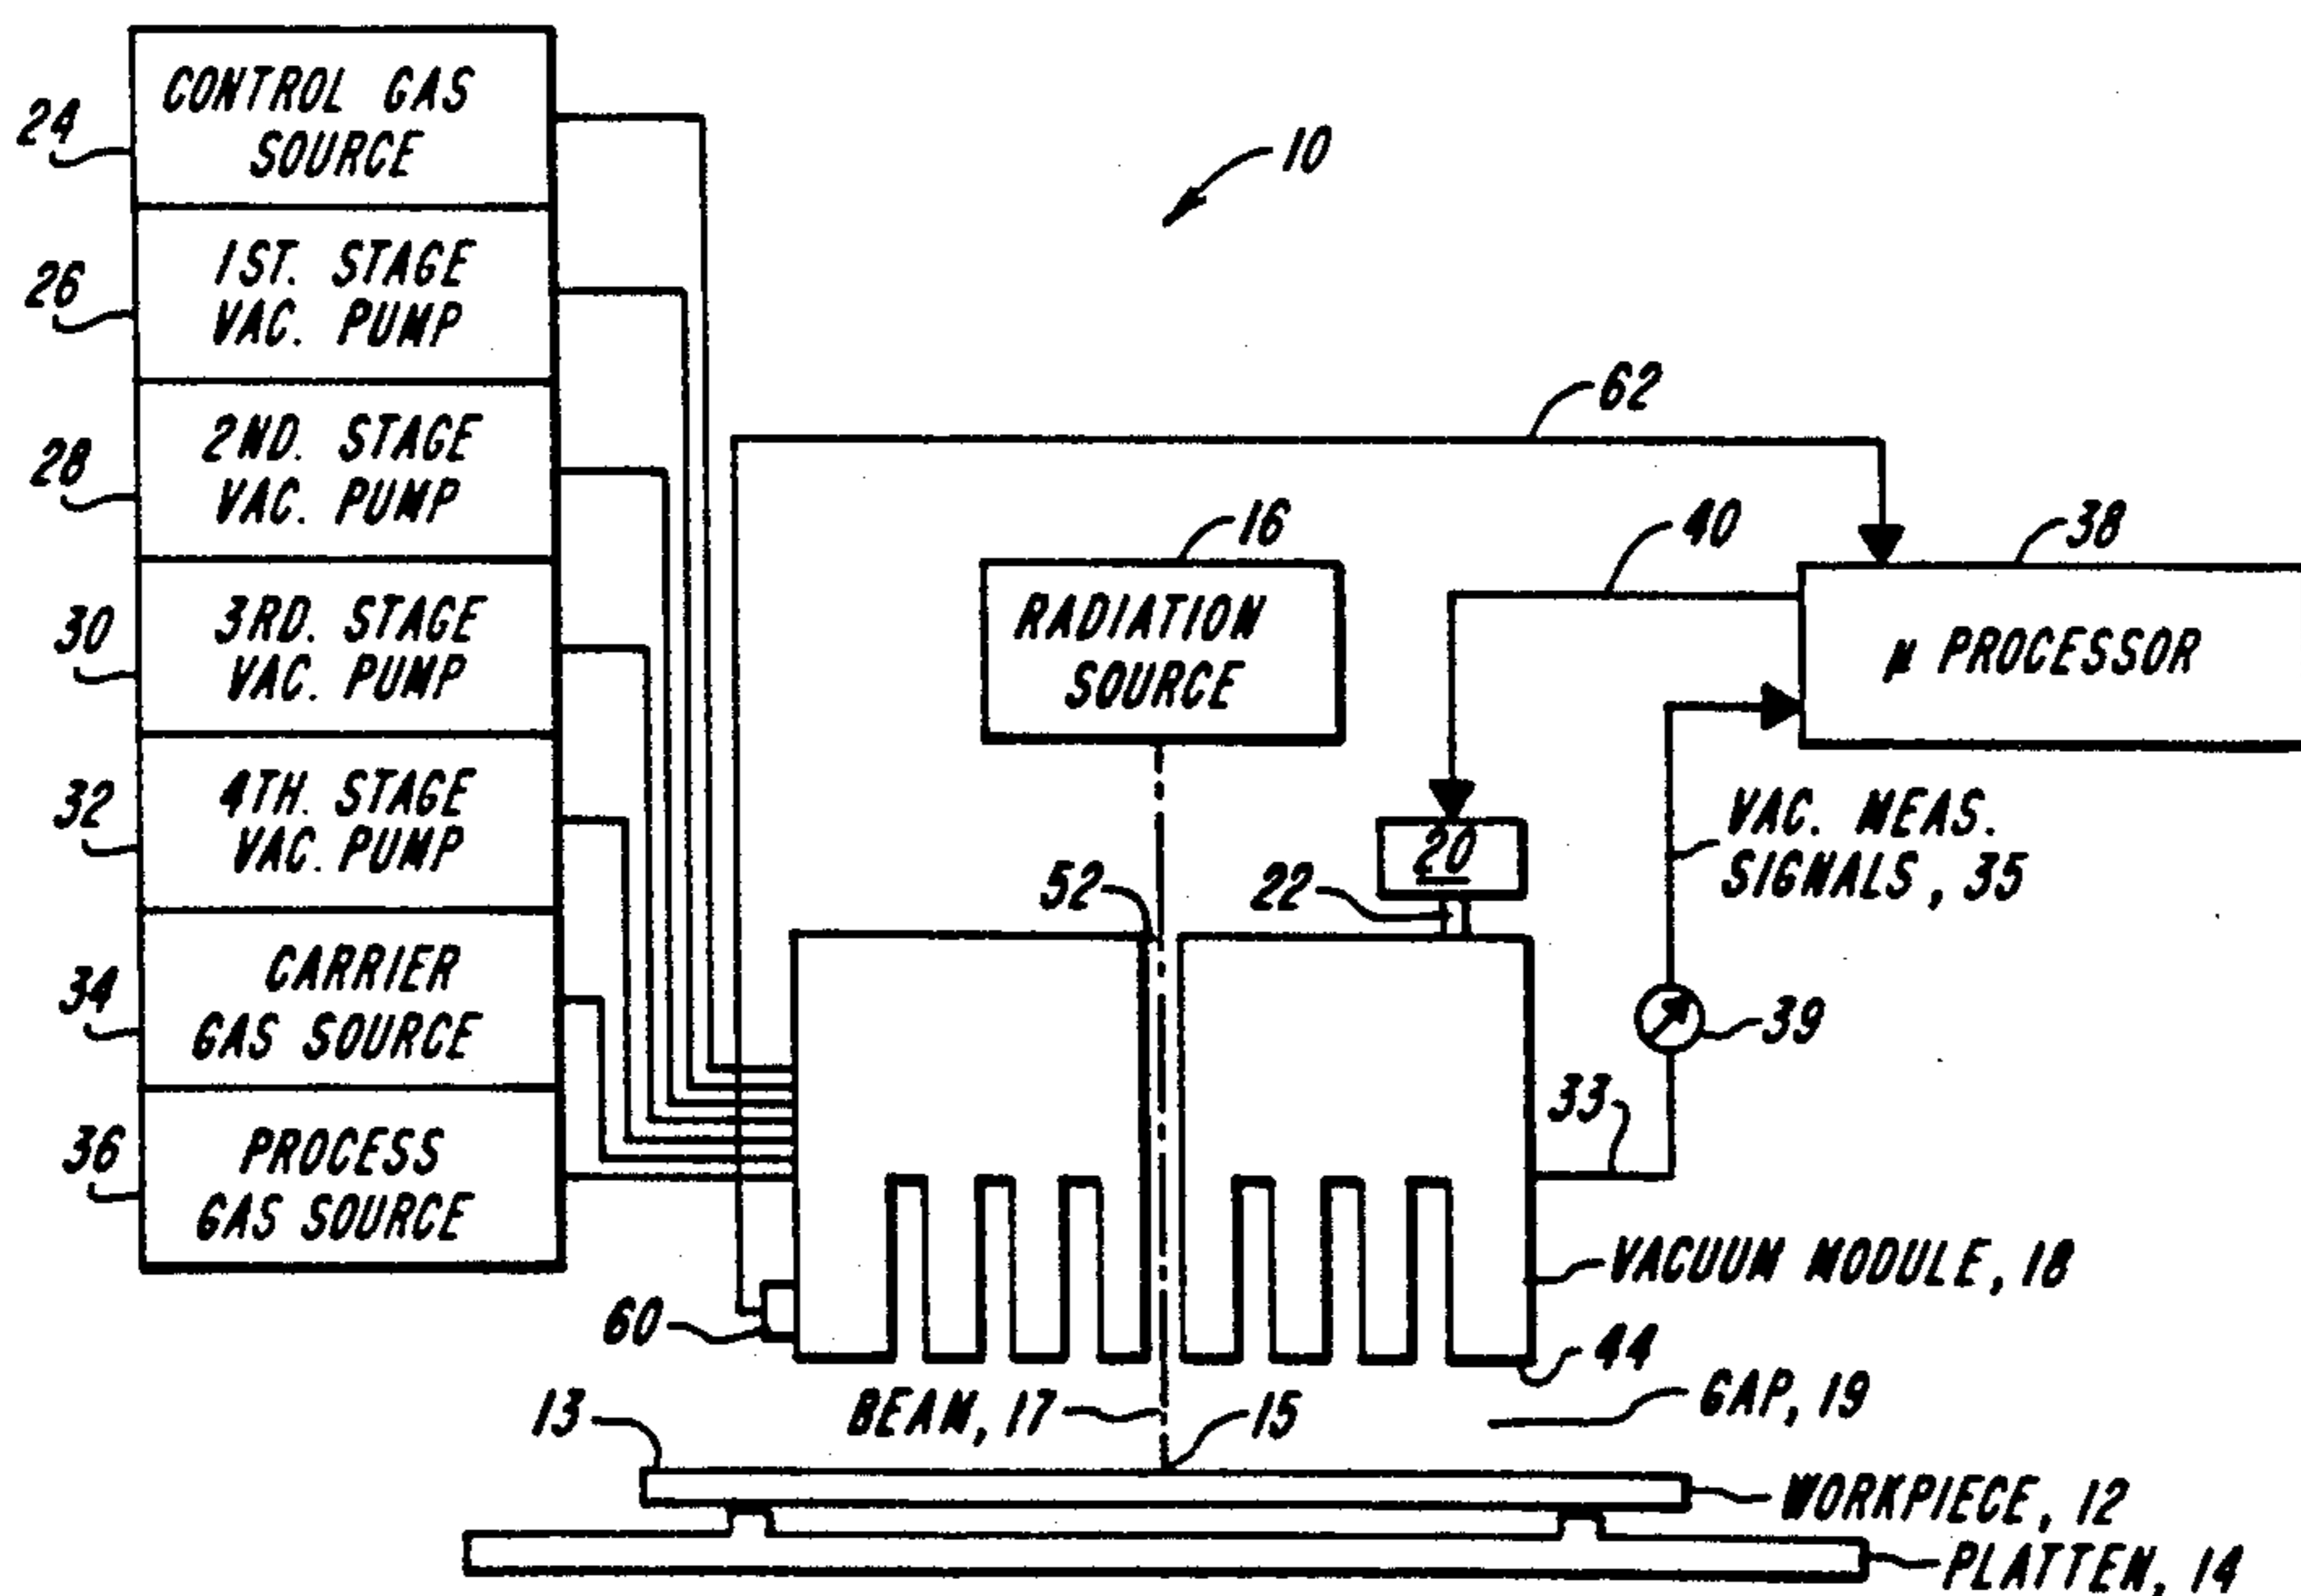 CONTROL GAS
SOURCE
24
1ST. STAGE
VAC. PUMP
26
2ND. STAGE
VAC. PUMP
28
3RD. STAGE
VAC. PUMP
30
4TH. STAGE
VAC. PUMP
32
CARRIER
GAS SOURCE
34
PROCESS
GAS SOURCE
36
10
62
16
RADIATION
SOURCE
40
38
µ PROCESSOR
20
22
52
VAC. MEAS.
SIGNALS, 35
39
33
VACUUM MODULE, 18
60
44
GAP, 19
13
BEAM, 17
15
WORKPIECE, 12
PLATTEN, 14